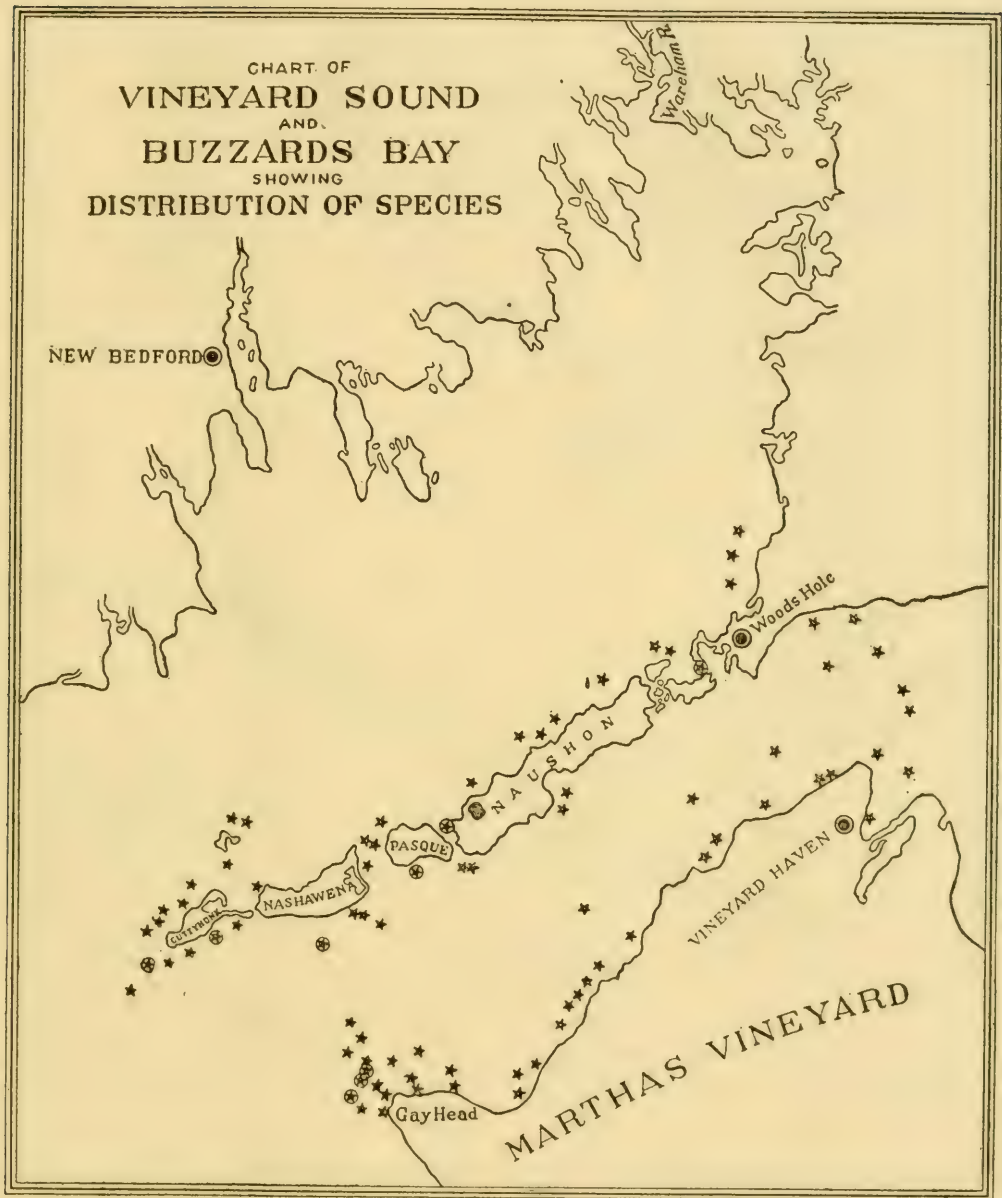 CHART OF
VINEYARD SOUND
AND
BUZZARDS BAY
SHOWING
DISTRIBUTION OF SPECIES
Wareham R.
NEW BEDFORD
Woods Hole
NAUSHON
PASQUE
NASHAWENA
CUTTYHUNK
VINEYARD HAVEN
MARTHAS VINEYARD
Gay Head